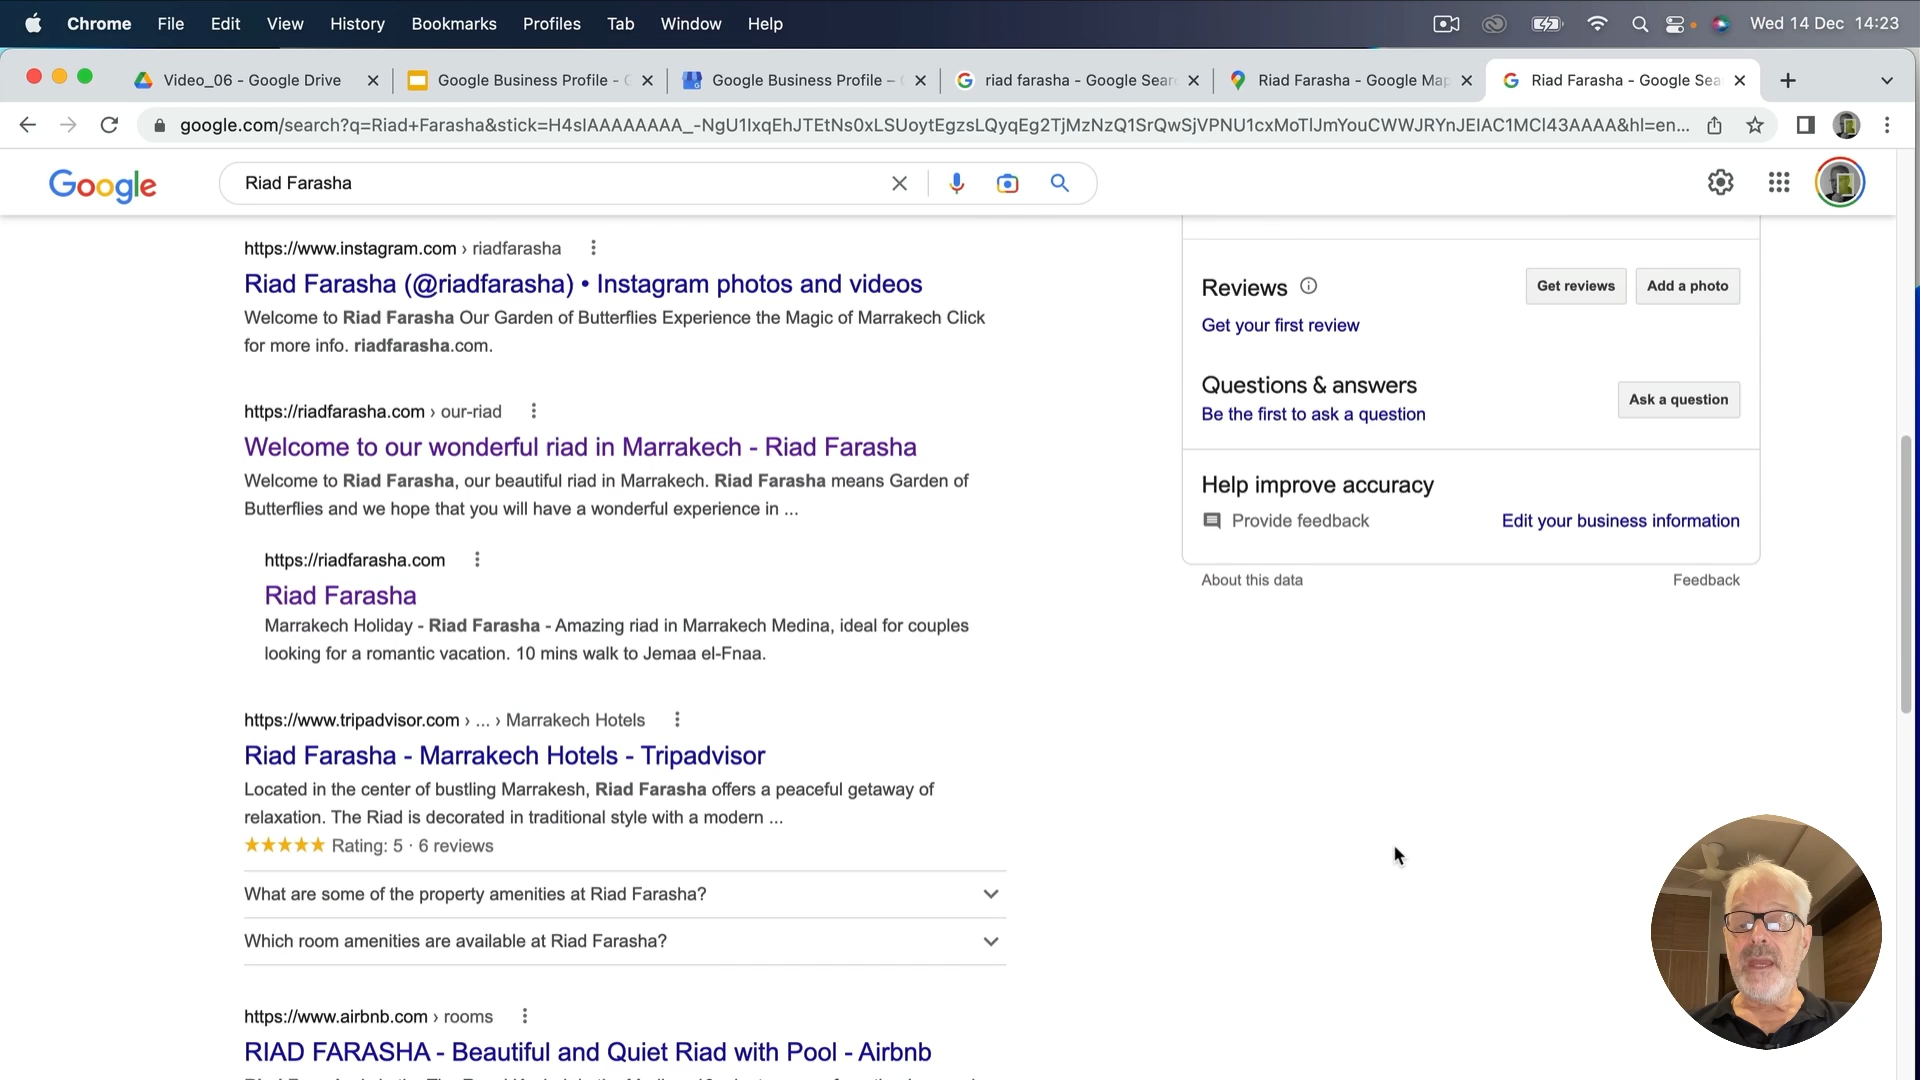 Chrome File Edit View History Bookmarks Profiles Tab Window Help Wed 14 Dec 14:23
Video_06 - Google Drive
Google Business Profile -
Google Business Profile –
riad farasha - Google Sear
Riad Farasha - Google Map
Riad Farasha - Google Sea
google.com/search?q=Riad+Farasha&stick=H4sIAAAAAAAA_-NgU1IxqEhJTEtNs0xLSUoytEgzsLQyqEg2TjMzNzQ1SrQwSjVPNU1cxMoTlJmYouCWWJRYnJEIAC1MCl43AAAA&hl=en...
Google
Riad Farasha
https://www.instagram.com › riadfarasha
Riad Farasha (@riadfarasha) • Instagram photos and videos
Welcome to Riad Farasha Our Garden of Butterflies Experience the Magic of Marrakech Click
for more info. riadfarasha.com.
https://riadfarasha.com › our-riad
Welcome to our wonderful riad in Marrakech - Riad Farasha
Welcome to Riad Farasha, our beautiful riad in Marrakech. Riad Farasha means Garden of
Butterflies and we hope that you will have a wonderful experience in ...
https://riadfarasha.com
Riad Farasha
Marrakech Holiday - Riad Farasha - Amazing riad in Marrakech Medina, ideal for couples
looking for a romantic vacation. 10 mins walk to Jemaa el-Fnaa.
https://www.tripadvisor.com › ... › Marrakech Hotels
Riad Farasha - Marrakech Hotels - Tripadvisor
Located in the center of bustling Marrakesh, Riad Farasha offers a peaceful getaway of
relaxation. The Riad is decorated in traditional style with a modern ...
Rating: 5 · 6 reviews
What are some of the property amenities at Riad Farasha?
Which room amenities are available at Riad Farasha?
https://www.airbnb.com › rooms
RIAD FARASHA - Beautiful and Quiet Riad with Pool - Airbnb
Reviews
Get reviews
Add a photo
Get your first review
Questions & answers
Be the first to ask a question
Ask a question
Help improve accuracy
Provide feedback
Edit your business information
About this data
Feedback